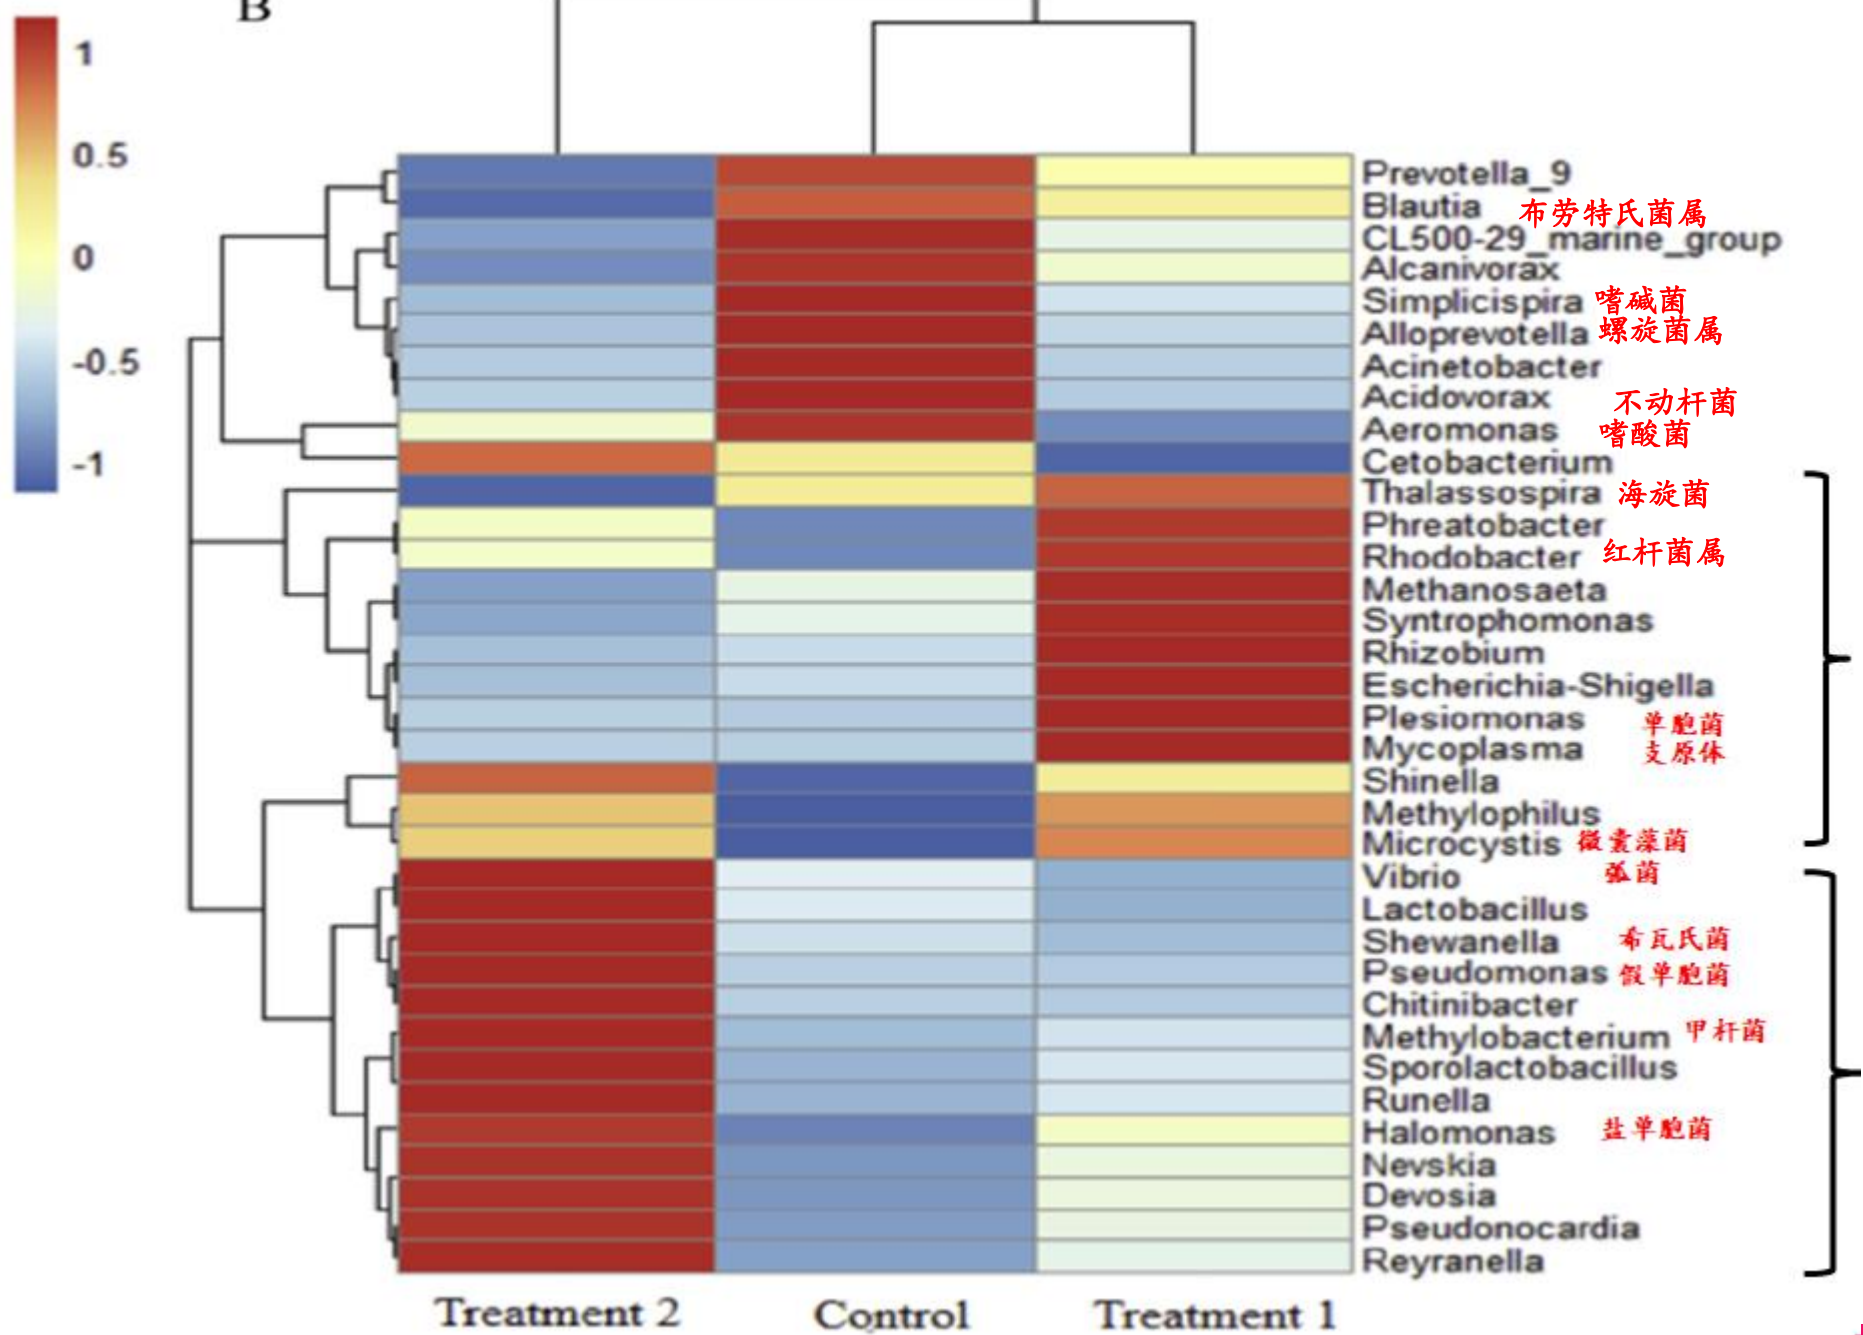 B
1
0.5
0
-0.5
-1
Prevotella_9
Blautia 布劳特氏菌属
CL500-29_marine_group
Alcanivorax
Simplicispira 嗜碱菌
Alloprevotella 螺旋菌属
Acinetobacter
Acidovorax 不动杆菌
Aeromonas 嗜酸菌
Cetobacterium
Thalassospira 海旋菌
Phreatobacter
Rhodobacter 红杆菌属
Methanosaeta
Syntrophomonas
Rhizobium
Escherichia-Shigella
Plesiomonas 单胞菌
Mycoplasma 支原体
Shinella
Methylophilus
Microcystis 微囊藻菌
Vibrio 弧菌
Lactobacillus
Shewanella 希瓦氏菌
Pseudomonas 假单胞菌
Chitinibacter
Methylobacterium 甲杆菌
Sporolactobacillus
Runella
Halomonas 盐单胞菌
Nevskia
Devosia
Pseudonocardia
Reyranella
Treatment 2 Control Treatment 1